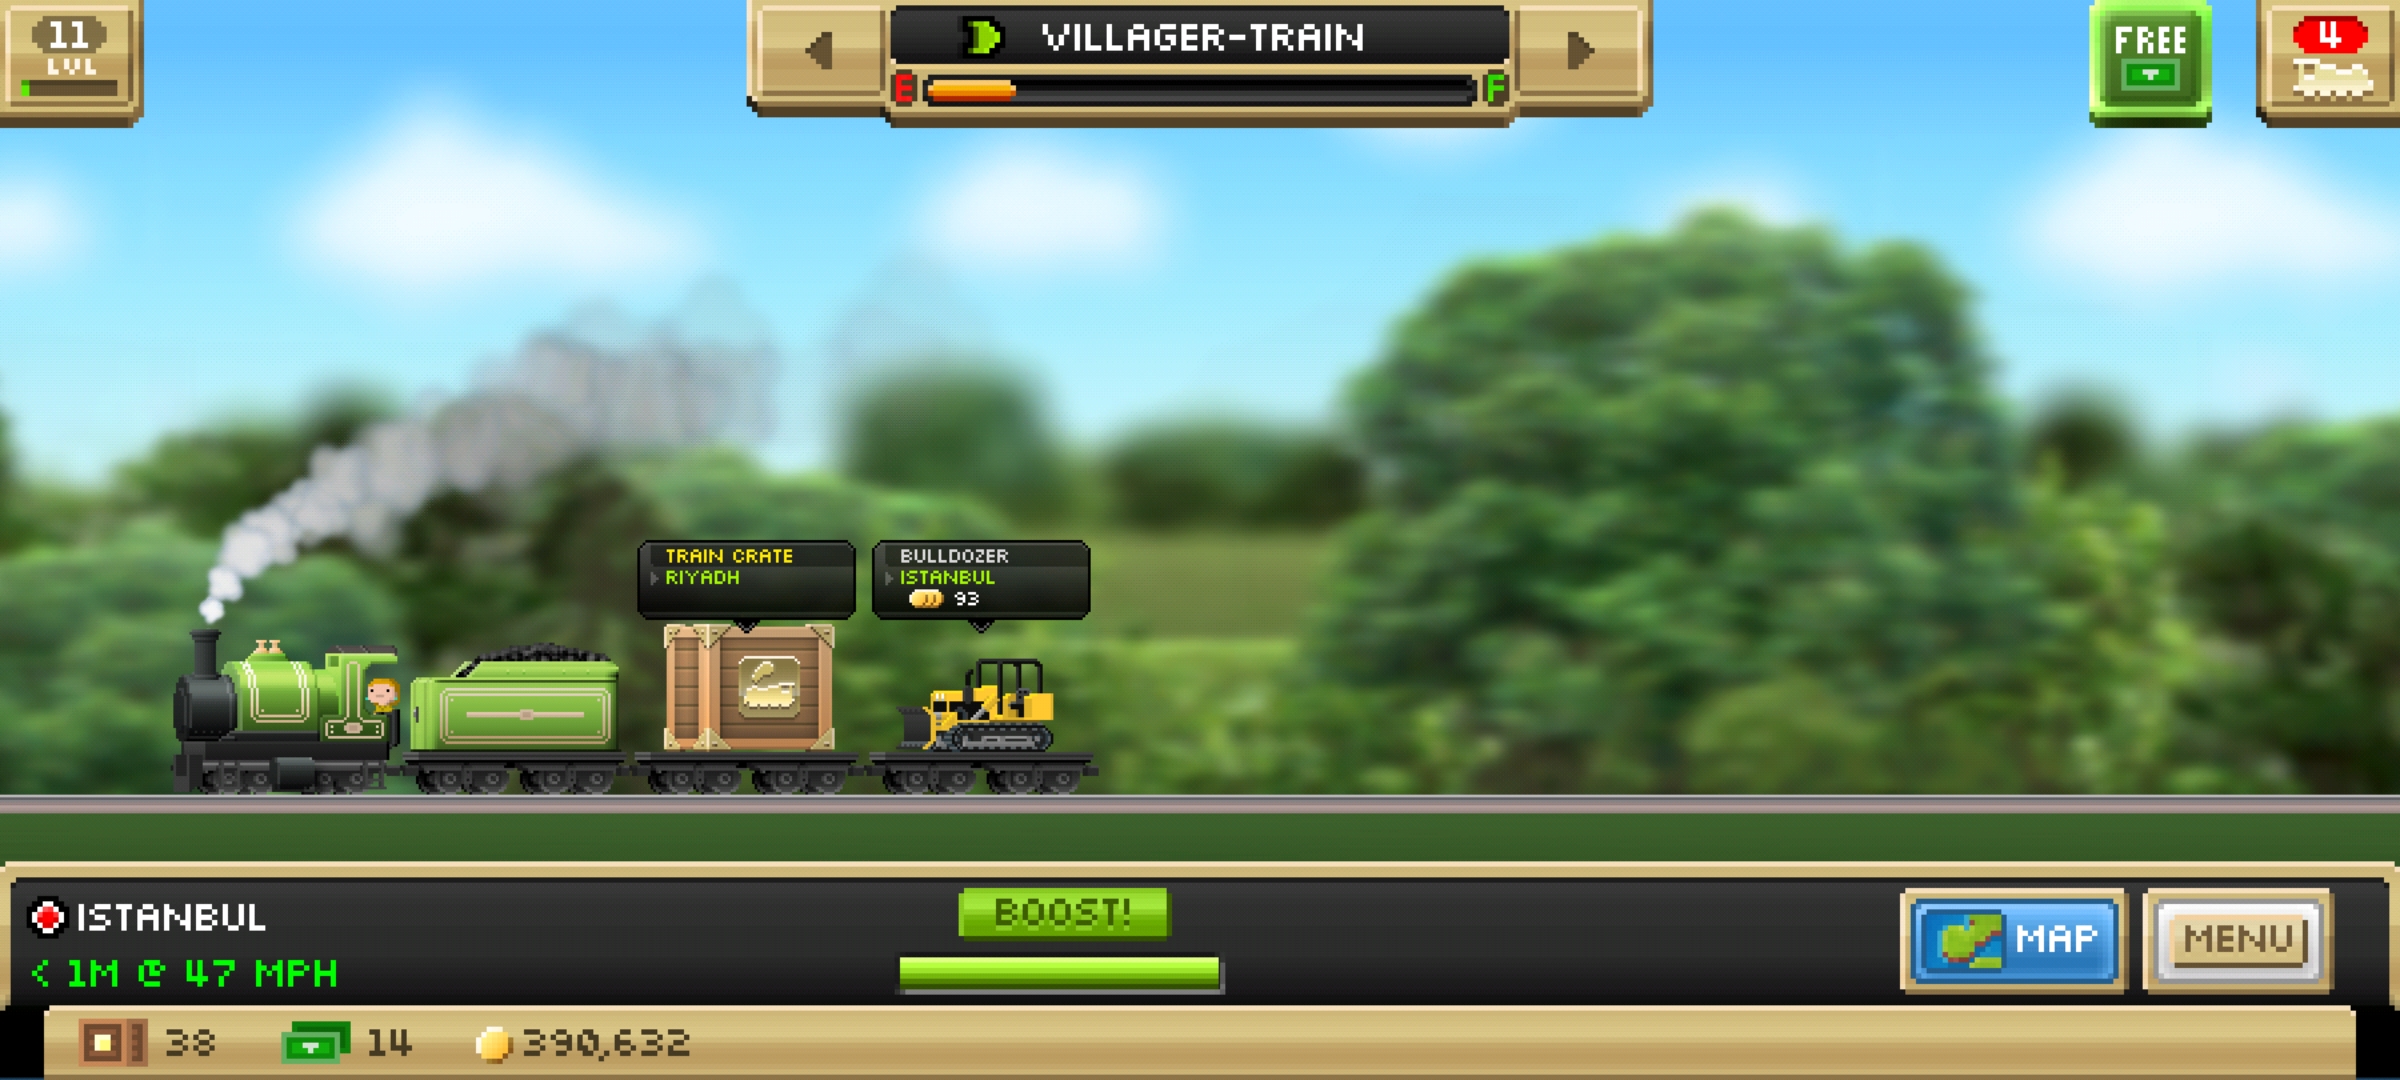 11
LVL
VILLAGER-TRAIN
E F
FREE
4
TRAIN CRATE
RIYADH
BULLDOZER
ISTANBUL
93
ISTANBUL
< 1M @ 47 MPH
BOOST!
MAP
MENU
38 14 390,632